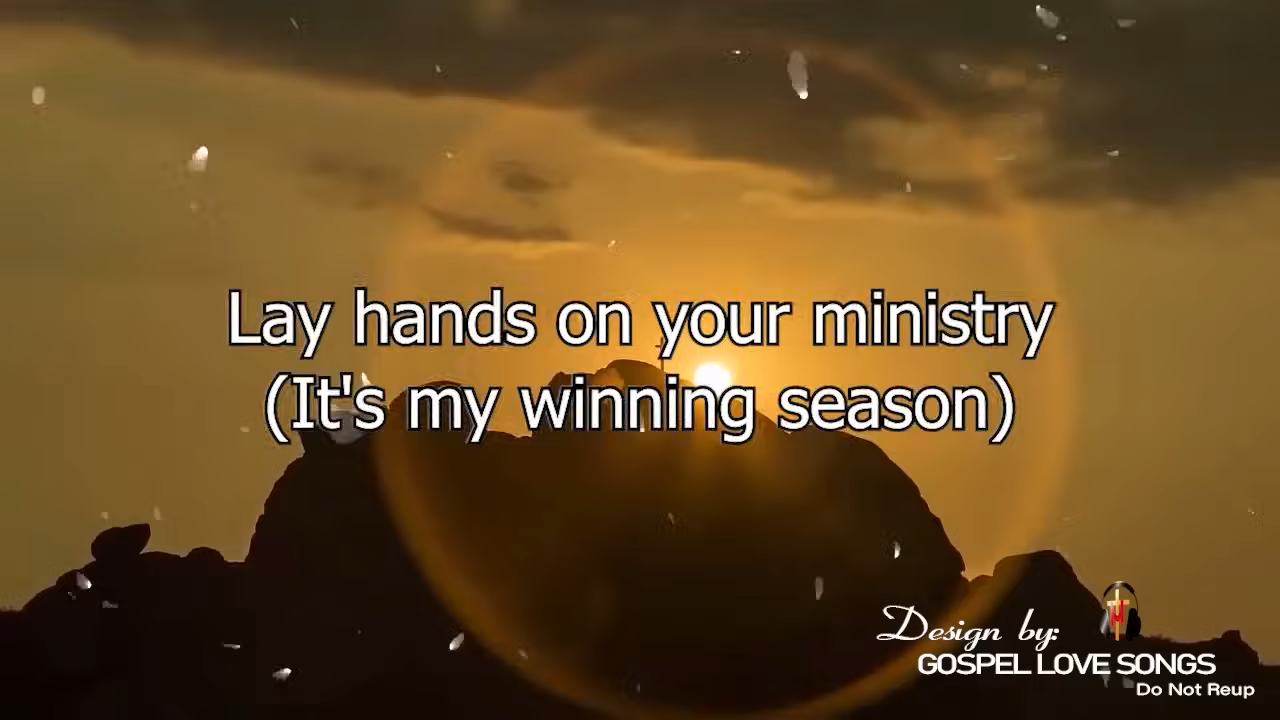 Lay hands on your ministry
(It's my winning season)
Design by:
GOSPEL LOVE SONGS
Do Not Reup